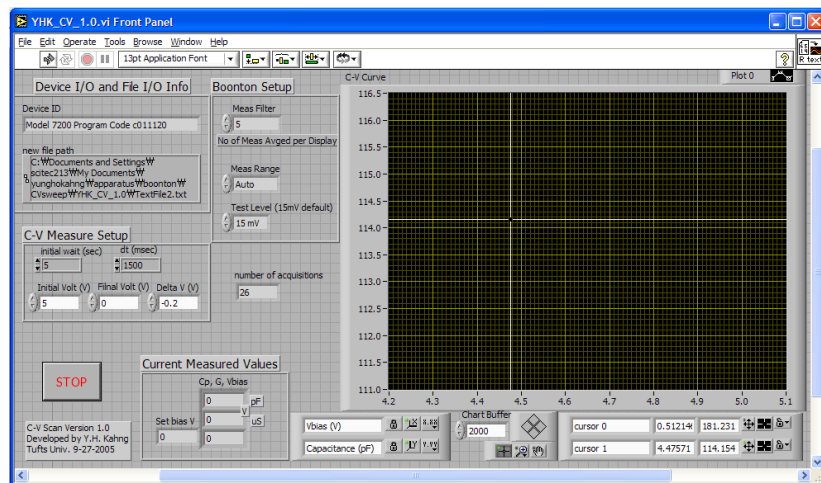 YHK_CV_1.0.vi Front Panel
File Edit Operate Tools Browse Window Help
13pt Application Font
R text
Device I/O and File I/O Info
Device ID
Model 7200 Program Code c011120
new file path
C:₩Documents and Settings₩
scitec213₩My Documents₩
yunghokahng₩apparatus₩boonton₩
CVsweep₩YHK_CV_1.0₩TextFile2.txt
Boonton Setup
Meas Filter
5
No of Meas Avged per Display
Meas Range
Auto
Test Level (15mV default)
15 mV
C-V Measure Setup
initial wait (sec) dt (msec)
5 1500
Initial Volt (V) Filnal Volt (V) Delta V (V)
5 0 -0.2
number of acquisitions
26
STOP
C-V Scan Version 1.0
Developed by Y.H. Kahng
Tufts Univ. 9-27-2005
Current Measured Values
Cp, G, Vbias
0 pF
Set bias V 0 V uS
0 0
C-V Curve
Plot 0
116.5
116.0
115.5
115.0
114.5
114.0
113.5
113.0
112.5
112.0
111.5
111.0
4.2 4.3 4.4 4.5 4.6 4.7 4.8 4.9 5.0 5.1
Vbias (V) X X.XX
Capacitance (pF) Y Y.YY
Chart Buffer
2000
cursor 0 0.51214 181.231
cursor 1 4.47571 114.154